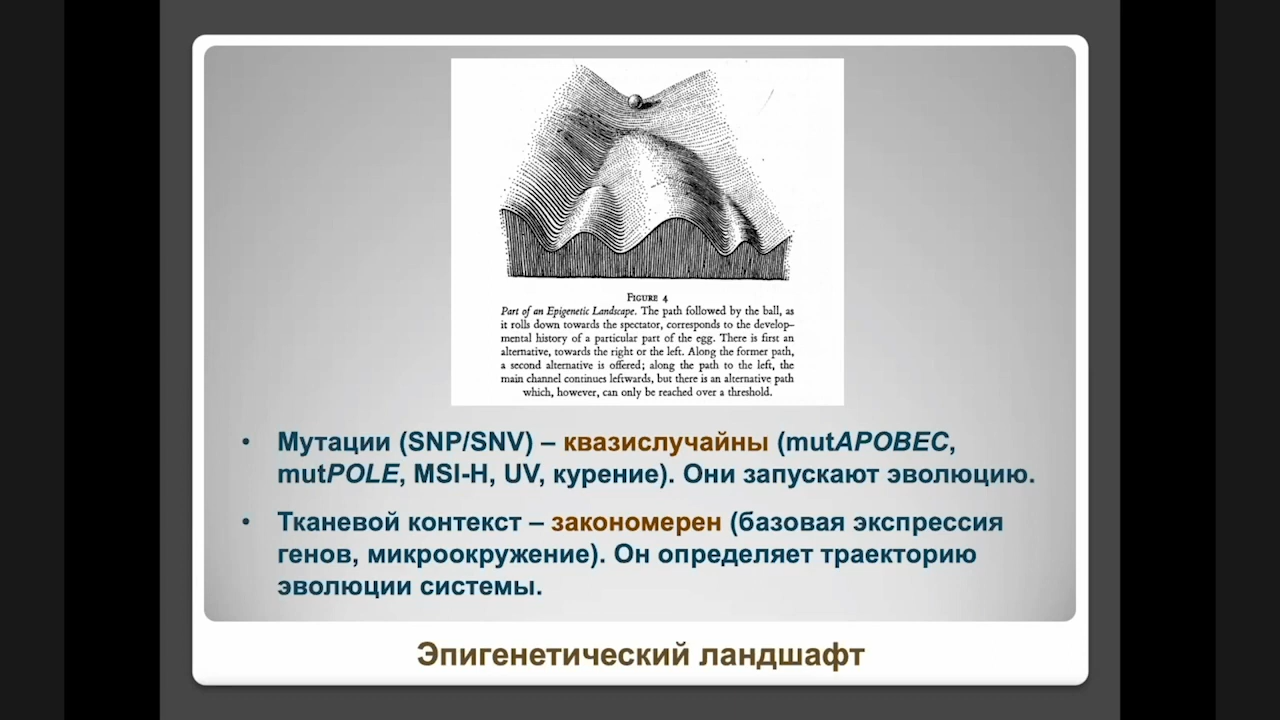 FIGURE 4
Part of an Epigenetic Landscape. The path followed by the ball, as
it rolls down towards the spectator, corresponds to the develop-
mental history of a particular part of the egg. There is first an
alternative, towards the right or the left. Along the former path,
a second alternative is offered; along the path to the left, the
main channel continues leftwards, but there is an alternative path
which, however, can only be reached over a threshold.
• Мутации (SNP/SNV) – квазислучайны (mutAPOBEC,
mutPOLE, MSI-H, UV, курение). Они запускают эволюцию.
• Тканевой контекст – закономерен (базовая экспрессия
генов, микроокружение). Он определяет траекторию
эволюции системы.
Эпигенетический ландшафт